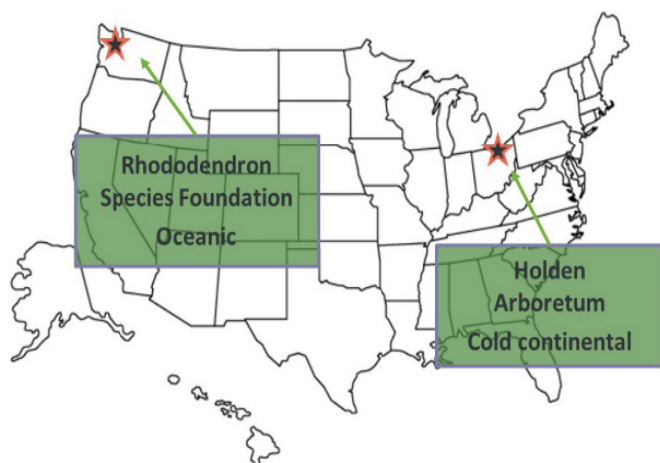 Rhododendron
Species Foundation
Oceanic
Holden
Arboretum
Cold continental